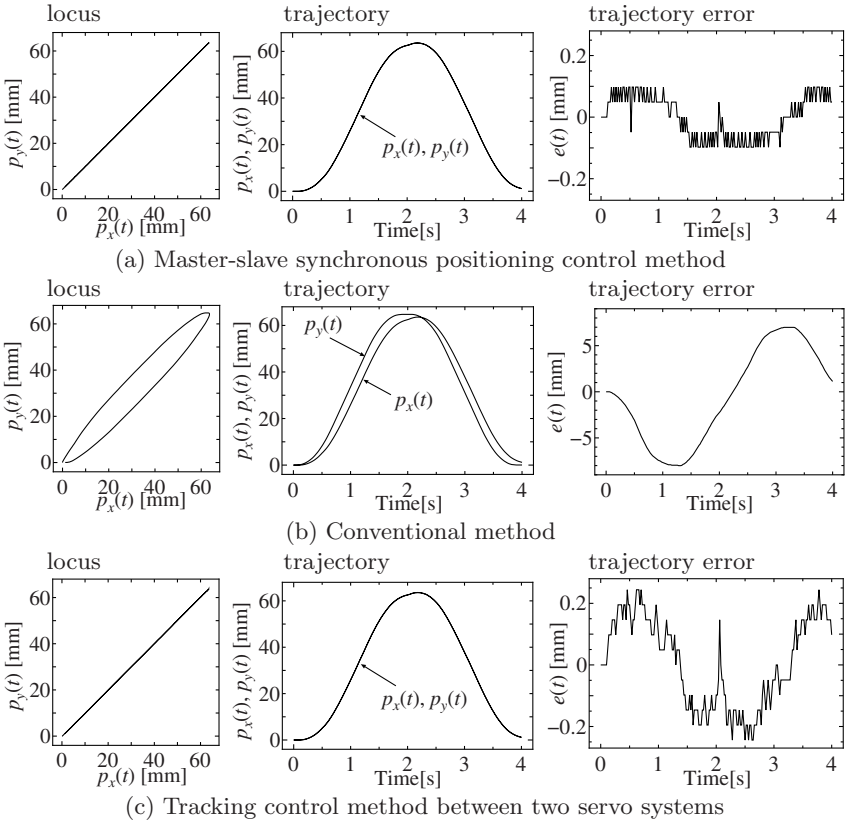 locus trajectory trajectory error
p_y(t) [mm]
60
40
20
0
0 20 40 60
p_x(t) [mm]
p_x(t), p_y(t) [mm]
60
40
20
0
p_x(t), p_y(t)
0 1 2 3 4
Time[s]
e(t) [mm]
0.2
0
−0.2
0 1 2 3 4
Time[s]
(a) Master-slave synchronous positioning control method
locus trajectory trajectory error
p_y(t) [mm]
60
40
20
0
0 20 40 60
p_x(t) [mm]
p_x(t), p_y(t) [mm]
60
40
20
0
p_y(t)
p_x(t)
0 1 2 3 4
Time[s]
e(t) [mm]
5
0
−5
0 1 2 3 4
Time[s]
(b) Conventional method
locus trajectory trajectory error
p_y(t) [mm]
60
40
20
0
0 20 40 60
p_x(t) [mm]
p_x(t), p_y(t) [mm]
60
40
20
0
p_x(t), p_y(t)
0 1 2 3 4
Time[s]
e(t) [mm]
0.2
0
−0.2
0 1 2 3 4
Time[s]
(c) Tracking control method between two servo systems